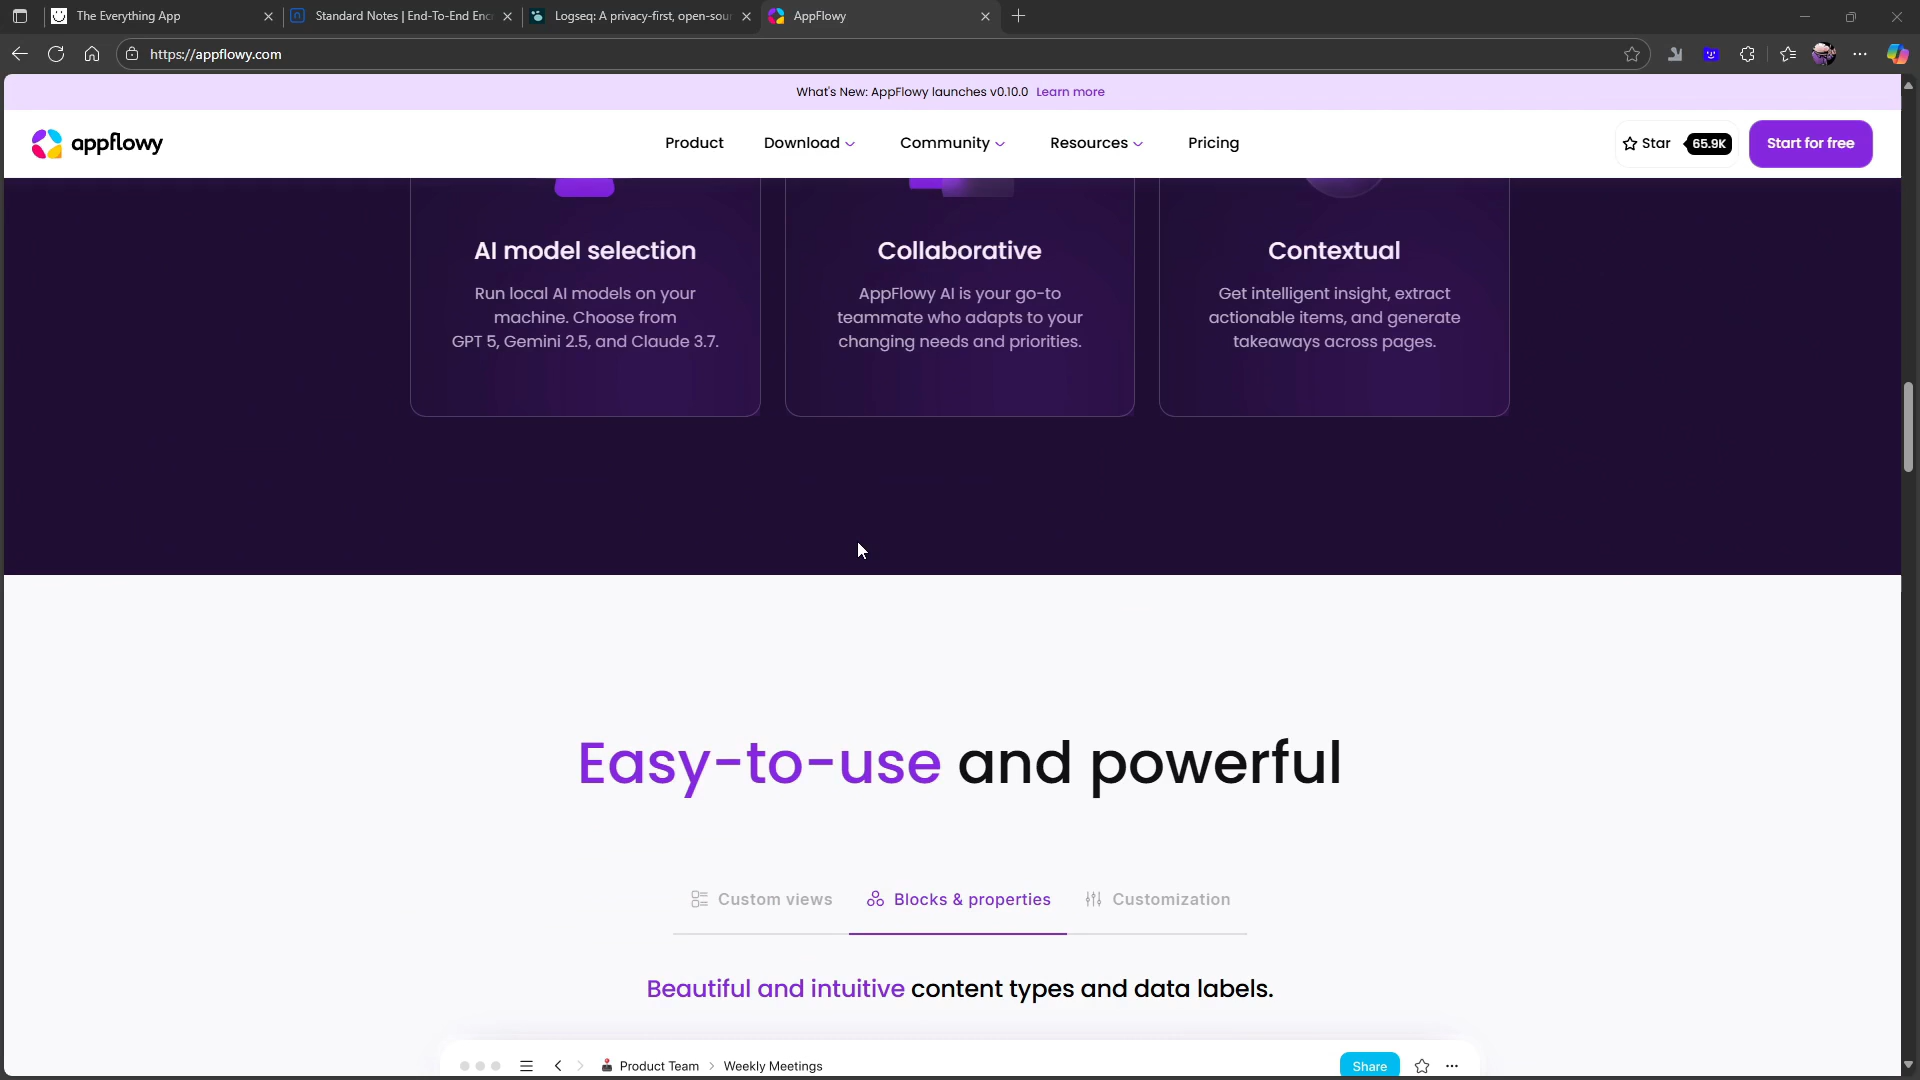 The Everything App
Standard Notes | End-To-End Enc
Logseq: A privacy-first, open-sour
AppFlowy
https://appflowy.com
What's New: AppFlowy launches v0.10.0 Learn more
appflowy
Product
Download
Community
Resources
Pricing
Star
65.9K
Start for free
AI model selection
Run local AI models on your
machine. Choose from
GPT 5, Gemini 2.5, and Claude 3.7.
Collaborative
AppFlowy AI is your go-to
teammate who adapts to your
changing needs and priorities.
Contextual
Get intelligent insight, extract
actionable items, and generate
takeaways across pages.
Easy-to-use and powerful
Custom views
Blocks & properties
Customization
Beautiful and intuitive content types and data labels.
Product Team > Weekly Meetings
Share